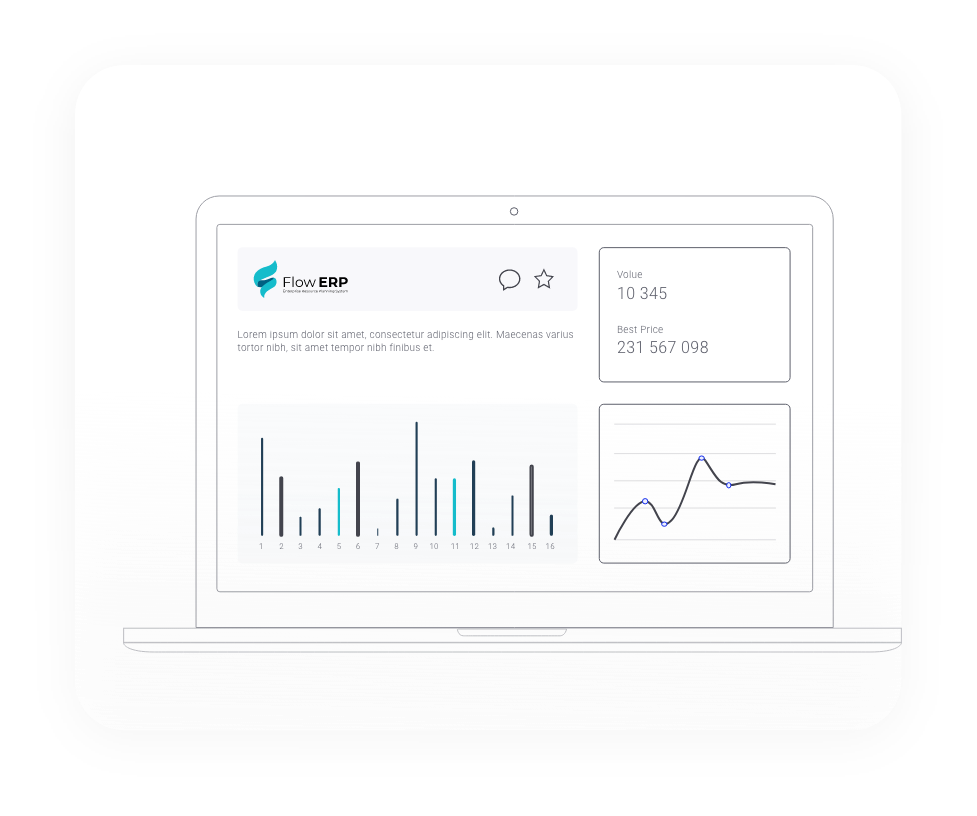 Flow ERP
Enterprise Resource Planning System
Lorem ipsum dolor sit amet, consectetur adipiscing elit. Maecenas varius
tortor nibh, sit amet tempor nibh finibus et.
Volue
10 345
Best Price
231 567 098
1 2 3 4 5 6 7 8 9 10 11 12 13 14 15 16